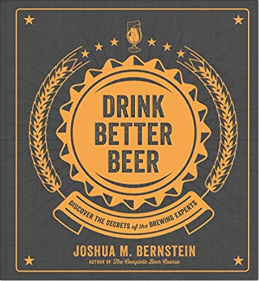 DRINK
BETTER
BEER
DISCOVER THE SECRETS of the BREWING EXPERTS
JOSHUA M. BERNSTEIN
AUTHOR OF The Complete Beer Course